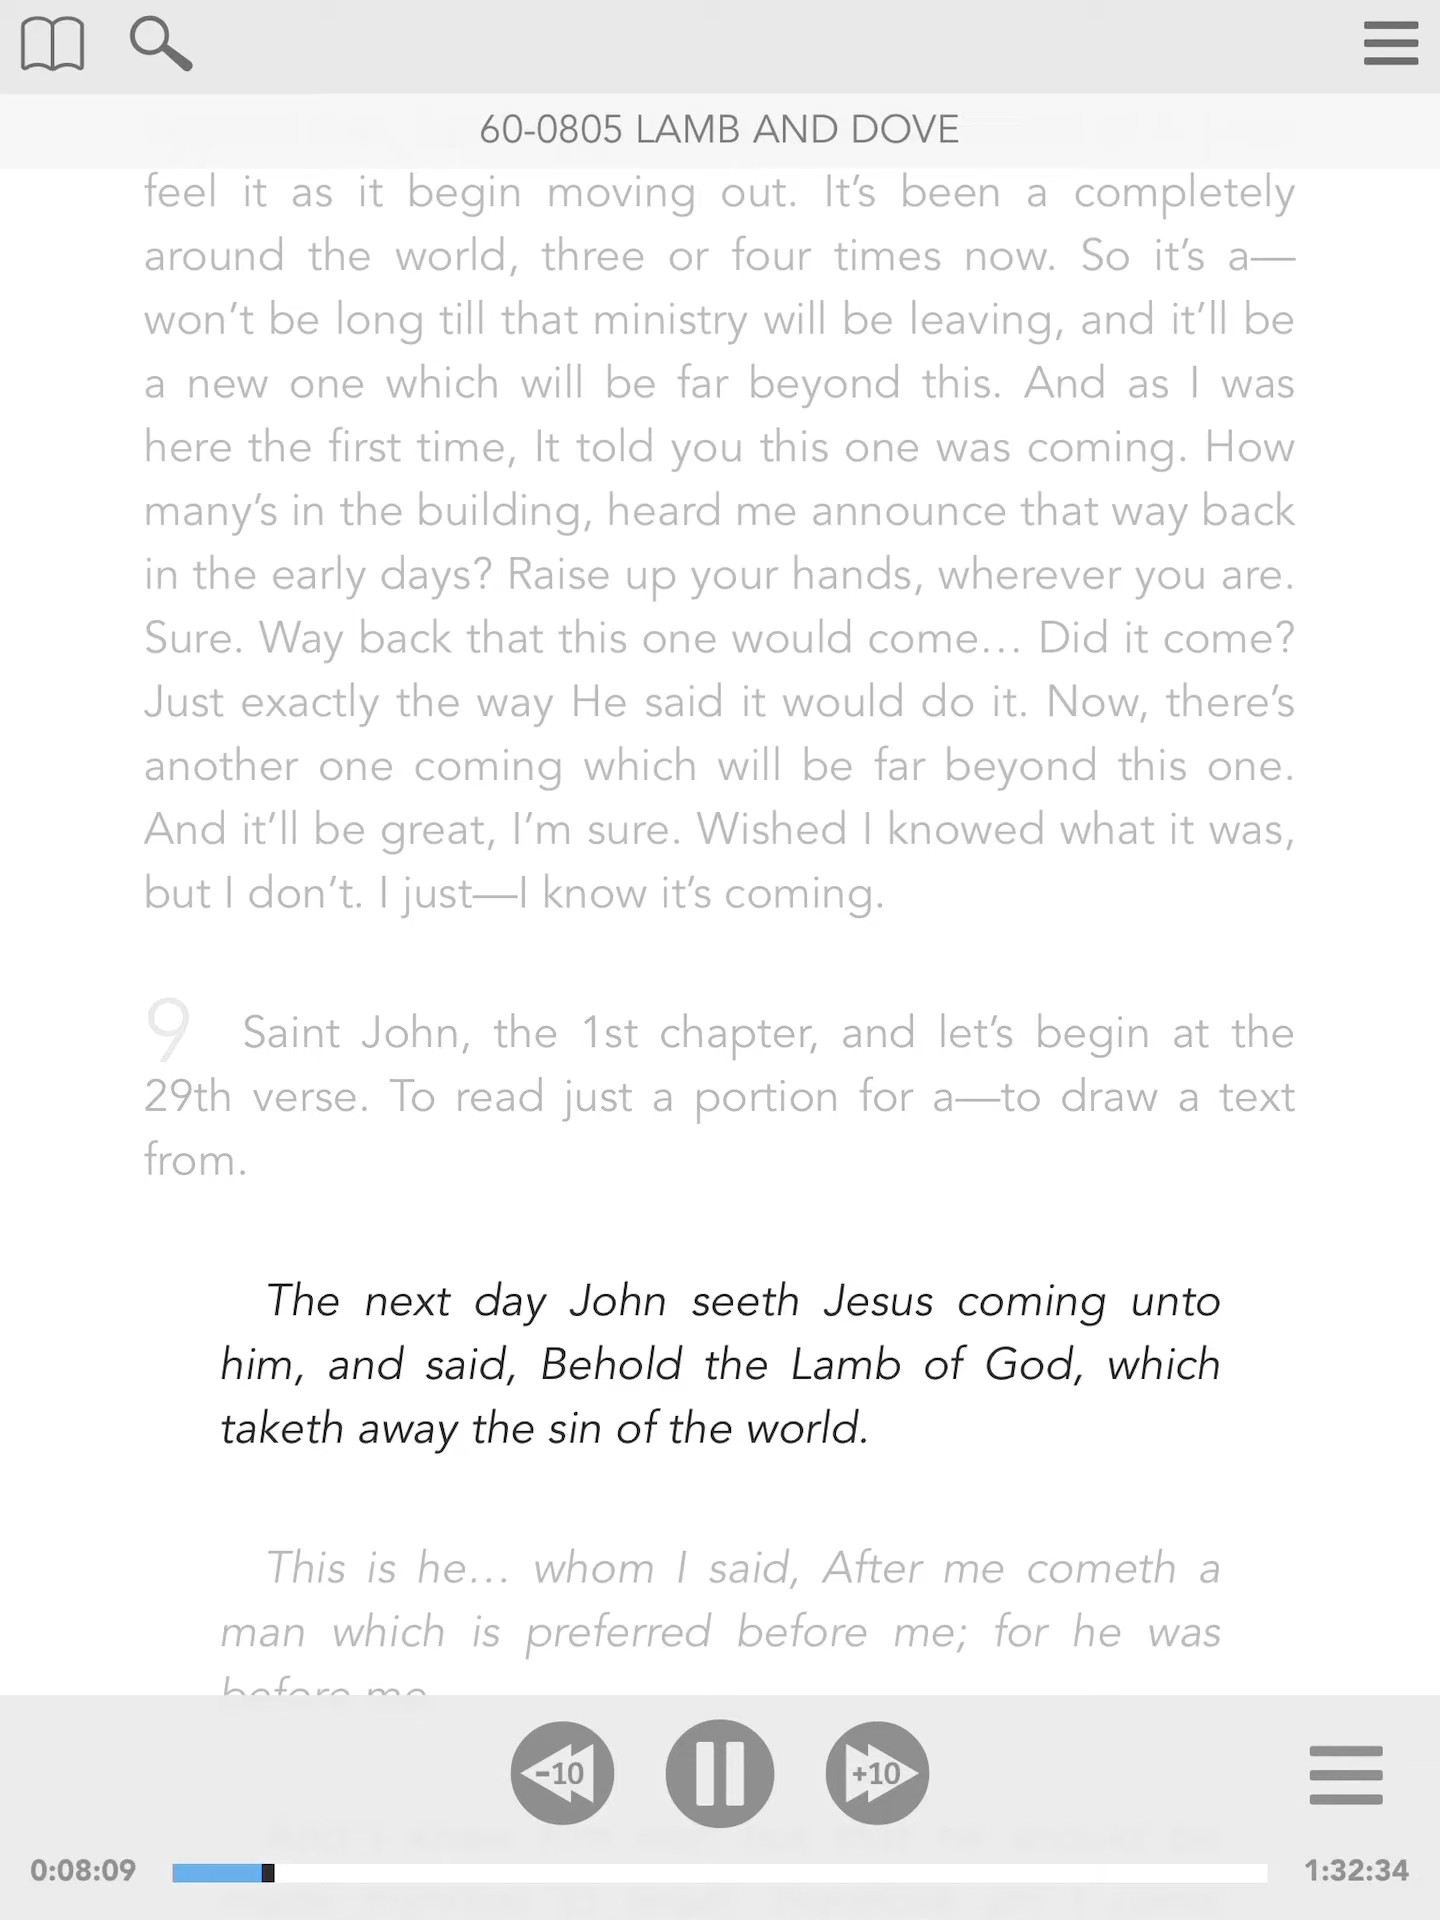 60-0805 LAMB AND DOVE
feel it as it begin moving out. It’s been a completely
around the world, three or four times now. So it’s a—
won’t be long till that ministry will be leaving, and it’ll be
a new one which will be far beyond this. And as I was
here the first time, It told you this one was coming. How
many’s in the building, heard me announce that way back
in the early days? Raise up your hands, wherever you are.
Sure. Way back that this one would come… Did it come?
Just exactly the way He said it would do it. Now, there’s
another one coming which will be far beyond this one.
And it’ll be great, I’m sure. Wished I knowed what it was,
but I don’t. I just—I know it’s coming.
9 Saint John, the 1st chapter, and let’s begin at the
29th verse. To read just a portion for a—to draw a text
from.
The next day John seeth Jesus coming unto
him, and said, Behold the Lamb of God, which
taketh away the sin of the world.
This is he… whom I said, After me cometh a
man which is preferred before me; for he was
before me
-10 +10
0:08:09 1:32:34